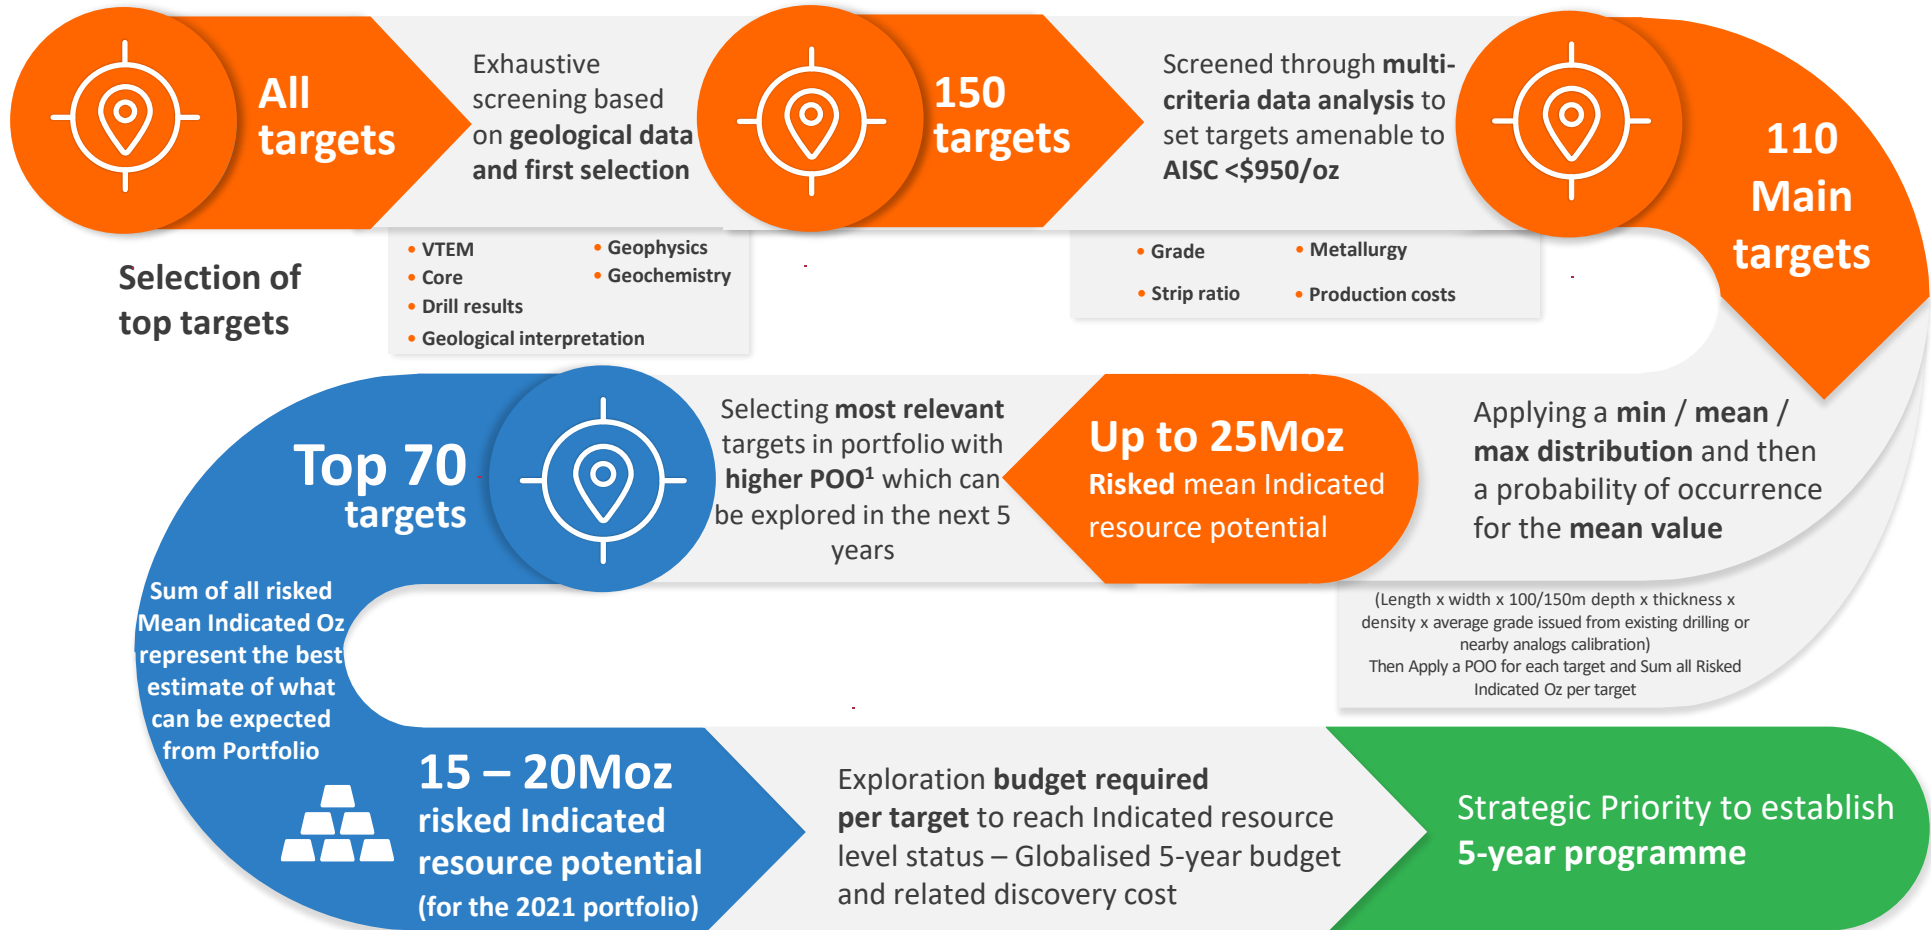 All
targets
Exhaustive
screening based
on geological data
and first selection
150
targets
Screened through multi-
criteria data analysis to
set targets amenable to
AISC <$950/oz
110
Main
targets
Selection of
top targets
• VTEM
• Core
• Drill results
• Geological interpretation
• Geophysics
• Geochemistry
• Grade
• Strip ratio
• Metallurgy
• Production costs
Applying a min / mean /
max distribution and then
a probability of occurrence
for the mean value
(Length x width x 100/150m depth x thickness x
density x average grade issued from existing drilling or
nearby analogs calibration)
Then Apply a POO for each target and Sum all Risked
Indicated Oz per target
Up to 25Moz
Risked mean Indicated
resource potential
Selecting most relevant
targets in portfolio with
higher POO¹ which can
be explored in the next 5
years
Top 70
targets
Sum of all risked
Mean Indicated Oz
represent the best
estimate of what
can be expected
from Portfolio
15 – 20Moz
risked Indicated
resource potential
(for the 2021 portfolio)
Exploration budget required
per target to reach Indicated resource
level status – Globalised 5-year budget
and related discovery cost
Strategic Priority to establish
5-year programme